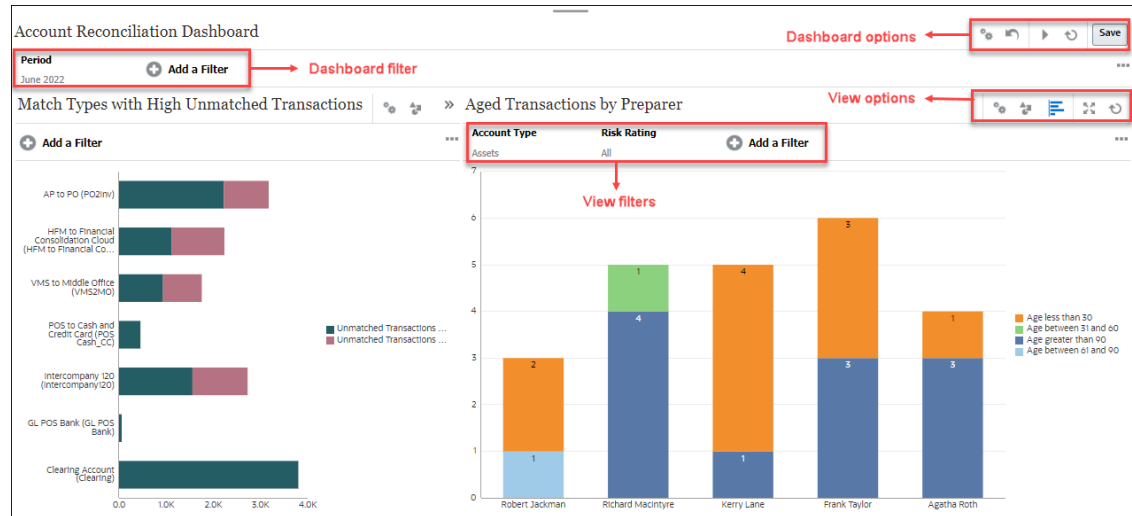 Account Reconciliation Dashboard
Dashboard options
Save
Period
June 2022
Add a Filter
Dashboard filter
Match Types with High Unmatched Transactions
»
Aged Transactions by Preparer
View options
Add a Filter
Account Type
Assets
Risk Rating
All
Add a Filter
View filters
AP to PO (PO2Inv)
HFM to Financial
Consolidation Cloud
(HFM to Financial Co...
VMS to Middle Office
(VMS2MO)
POS to Cash and
Credit Card (POS
Cash_CC)
Intercompany 120
(Intercompany120)
GL POS Bank (GL POS
Bank)
Clearing Account
(Clearing)
0.0 1.0K 2.0K 3.0K 4.0K
Unmatched Transactions ...
Unmatched Transactions ...
7
6
5
4
3
2
1
0
2
1
1
4
4
1
3
3
1
3
Robert Jackman
Richard MacIntyre
Kerry Lane
Frank Taylor
Agatha Roth
Age less than 30
Age between 31 and 60
Age greater than 90
Age between 61 and 90